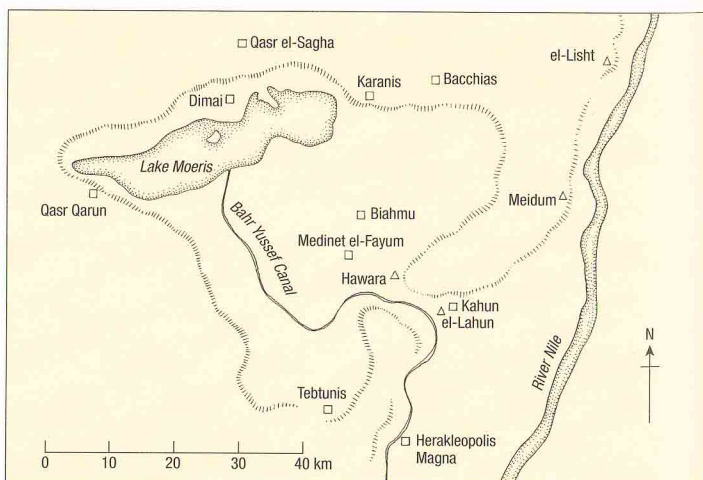 Qasr el-Sagha
el-Lisht
Karanis
Bacchias
Dimai
Lake Moeris
Qasr Qarun
Bahr Yussef Canal
Biahmu
Meidum
Medinet el-Fayum
Hawara
Kahun
el-Lahun
River Nile
N
Tebtunis
Herakleopolis
Magna
0 10 20 30 40 km